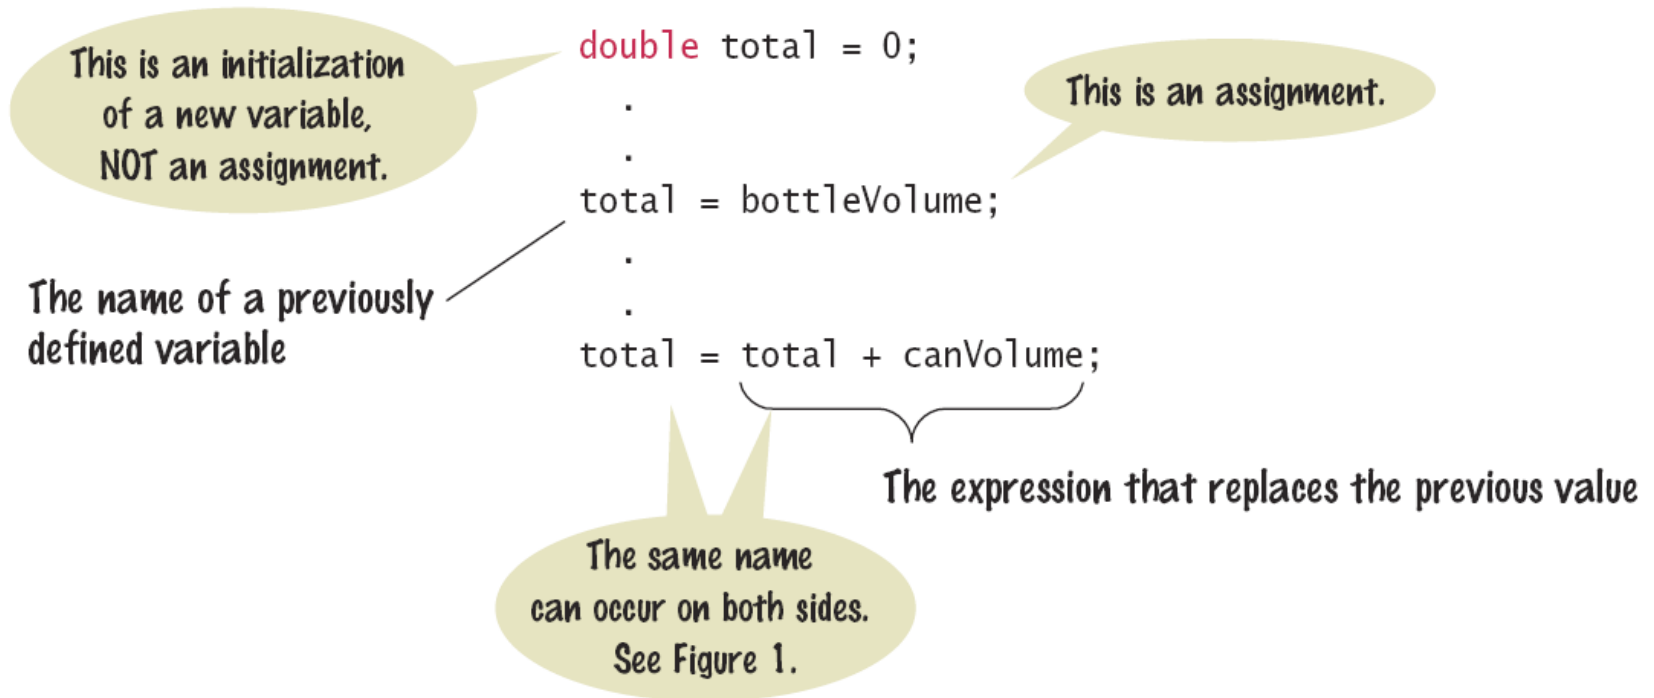 This is an initialization
of a new variable,
NOT an assignment.
double total = 0;
This is an assignment.
.
.
total = bottleVolume;
The name of a previously
defined variable
.
.
total = total + canVolume;
The expression that replaces the previous value
The same name
can occur on both sides.
See Figure 1.